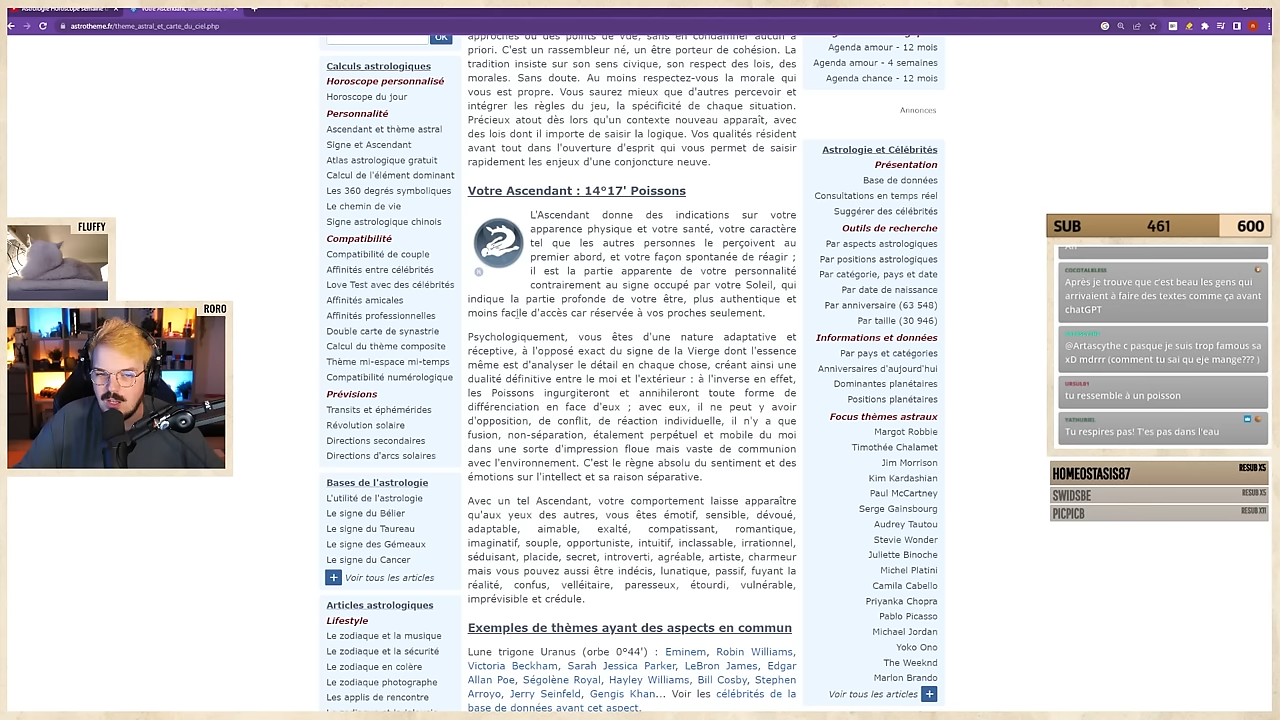 Votre Ascendant, thème astral,
astrotheme.fr/theme_astral_et_carte_du_ciel.php
OK
Calculs astrologiques
Horoscope personnalisé
Horoscope du jour
Personnalité
Ascendant et thème astral
Signe et Ascendant
Atlas astrologique gratuit
Calcul de l'élément dominant
Les 360 degrés symboliques
Le chemin de vie
Signe astrologique chinois
Compatibilité
Compatibilité de couple
Affinités entre célébrités
Love Test avec des célébrités
Affinités amicales
Affinités professionnelles
Double carte de synastrie
Calcul du thème composite
Thème mi-espace mi-temps
Compatibilité numérologique
Prévisions
Transits et éphémérides
Révolution solaire
Directions secondaires
Directions d'arcs solaires
Bases de l'astrologie
L'utilité de l'astrologie
Le signe du Bélier
Le signe du Taureau
Le signe des Gémeaux
Le signe du Cancer
+ Voir tous les articles
Articles astrologiques
Lifestyle
Le zodiaque et la musique
Le zodiaque et la sécurité
Le zodiaque en colère
Le zodiaque photographe
Les applis de rencontre
approches ou des points de vue, sans en condamner aucun a
priori. C'est un rassembleur né, un être porteur de cohésion. La
tradition insiste sur son sens civique, son respect des lois, des
morales. Sans doute. Au moins respectez-vous la morale qui
vous est propre. Vous saurez mieux que d'autres percevoir et
intégrer les règles du jeu, la spécificité de chaque situation.
Précieux atout dès lors qu'un contexte nouveau apparaît, avec
des lois dont il importe de saisir la logique. Vos qualités résident
avant tout dans l'ouverture d'esprit qui vous permet de saisir
rapidement les enjeux d'une conjoncture neuve.
Votre Ascendant : 14°17' Poissons
L'Ascendant donne des indications sur votre
apparence physique et votre santé, votre caractère
tel que les autres personnes le perçoivent au
premier abord, et votre façon spontanée de réagir ;
il est la partie apparente de votre personnalité
contrairement au signe occupé par votre Soleil, qui
indique la partie profonde de votre être, plus authentique et
moins facile d'accès car réservée à vos proches seulement.
Psychologiquement, vous êtes d'une nature adaptative et
réceptive, à l'opposé exact du signe de la Vierge dont l'essence
même est d'analyser le détail en chaque chose, créant ainsi une
dualité définitive entre le moi et l'extérieur : à l'inverse en effet,
les Poissons ingurgiteront et annihileront toute forme de
différenciation en face d'eux ; avec eux, il ne peut y avoir
d'opposition, de conflit, de réaction individuelle, il n'y a que
fusion, non-séparation, étalement perpétuel et mobile du moi
dans une sorte d'impression floue mais vaste de communion
avec l'environnement. C'est le règne absolu du sentiment et des
émotions sur l'intellect et sa raison séparative.
Avec un tel Ascendant, votre comportement laisse apparaître
qu'aux yeux des autres, vous êtes émotif, sensible, dévoué,
adaptable, aimable, exalté, compatissant, romantique,
imaginatif, souple, opportuniste, intuitif, inclassable, irrationnel,
séduisant, placide, secret, introverti, agréable, artiste, charmeur
mais vous pouvez aussi être indécis, lunatique, passif, fuyant la
réalité, confus, velléitaire, paresseux, étourdi, vulnérable,
imprévisible et crédule.
Exemples de thèmes ayant des aspects en commun
Lune trigone Uranus (orbe 0°44') : Eminem, Robin Williams,
Victoria Beckham, Sarah Jessica Parker, LeBron James, Edgar
Allan Poe, Ségolène Royal, Hayley Williams, Bill Cosby, Stephen
Arroyo, Jerry Seinfeld, Gengis Khan... Voir les célébrités de la
base de données avant cet aspect.
Agenda amour - 12 mois
Agenda amour - 4 semaines
Agenda chance - 12 mois
Annonces
Astrologie et Célébrités
Présentation
Base de données
Consultations en temps réel
Suggérer des célébrités
Outils de recherche
Par aspects astrologiques
Par positions astrologiques
Par catégorie, pays et date
Par date de naissance
Par anniversaire (63 548)
Par taille (30 946)
Informations et données
Par pays et catégories
Anniversaires d'aujourd'hui
Dominantes planétaires
Positions planétaires
Focus thèmes astraux
Margot Robbie
Timothée Chalamet
Jim Morrison
Kim Kardashian
Paul McCartney
Serge Gainsbourg
Audrey Tautou
Stevie Wonder
Juliette Binoche
Michel Platini
Camila Cabello
Priyanka Chopra
Pablo Picasso
Michael Jordan
Yoko Ono
The Weeknd
Marlon Brando
Voir tous les articles +
FLUFFY
RORO
SUB 461 600
COCOTALBLESS
Après je trouve que c'est beau les gens qui
arrivaient à faire des textes comme ça avant
chatGPT
@Artascythe c pasque je suis trop famous sa
xD mdrrr (comment tu sai qu eje mange??? )
URSUL01
tu ressemble à un poisson
Tu respires pas! T'es pas dans l'eau
HOMEOSTASIS87 RESUB X5
SWIDSBE RESUB X5
PICPICB RESUB X11